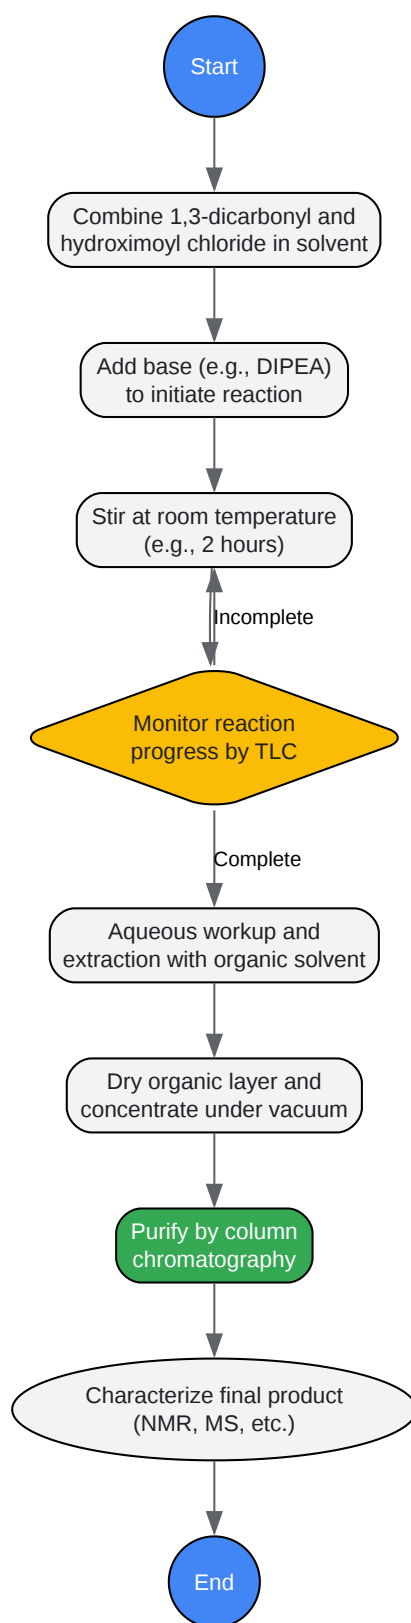 Start
Combine 1,3-dicarbonyl and
hydroximoyl chloride in solvent
Add base (e.g., DIPEA)
to initiate reaction
Stir at room temperature
(e.g., 2 hours)
Incomplete
Monitor reaction
progress by TLC
Complete
Aqueous workup and
extraction with organic solvent
Dry organic layer and
concentrate under vacuum
Purify by column
chromatography
Characterize final product
(NMR, MS, etc.)
End